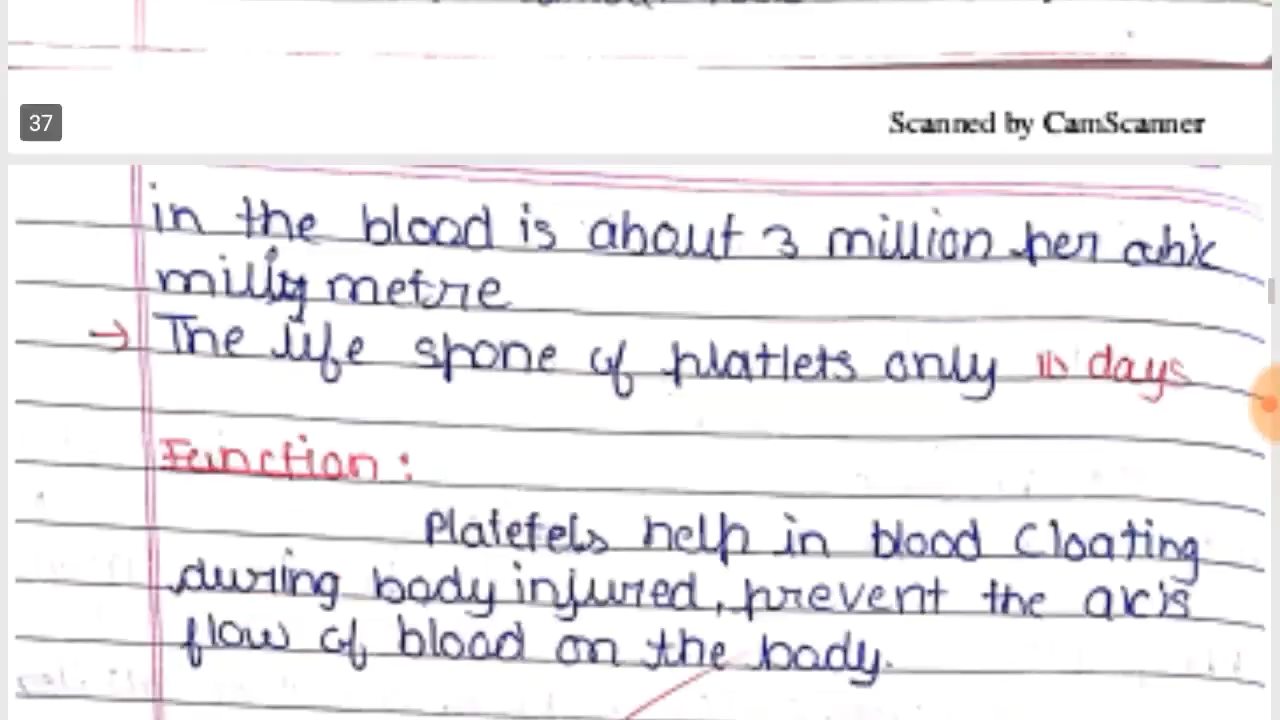 37
Scanned by CamScanner
in the blood is about 3 million per cubic
milly metre
→ The life spone of platlets only days
Function:
Platefels help in blood Cloating
during body injured, prevent the
flow of blood on the body.